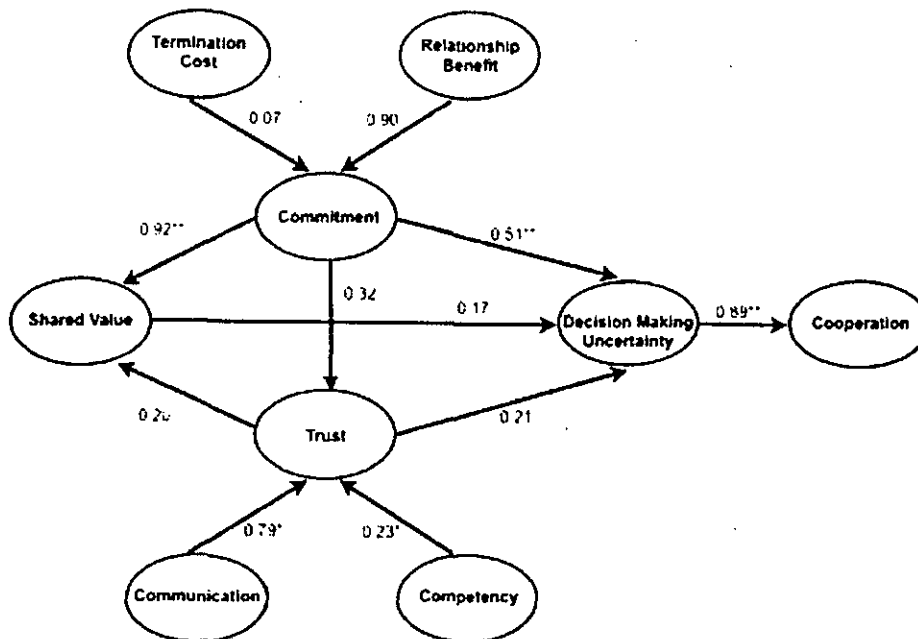 Termination
Cost
Relationship
Benefit
0.07
0.90
Commitment
0.92**
0.51**
0.32
Shared Value
0.17
Decision Making
Uncertainty
0.89**
Cooperation
0.21
Trust
0.79*
0.23*
Communication
Competency